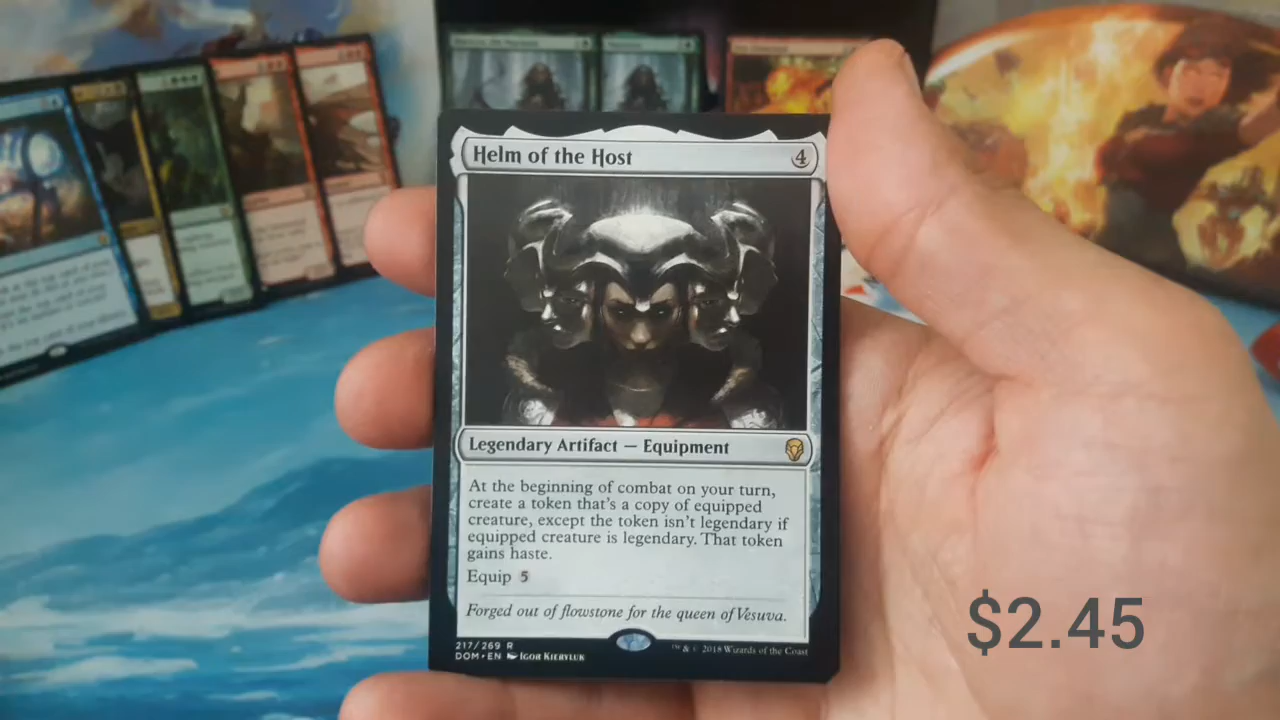 Helm of the Host 4
Legendary Artifact — Equipment
At the beginning of combat on your turn,
create a token that's a copy of equipped
creature, except the token isn't legendary if
equipped creature is legendary. That token
gains haste.
Equip 5
Forged out of flowstone for the queen of Vesuva.
217/269 R
DOM • EN Igor Kieryluk
™ & © 2018 Wizards of the Coast
$2.45